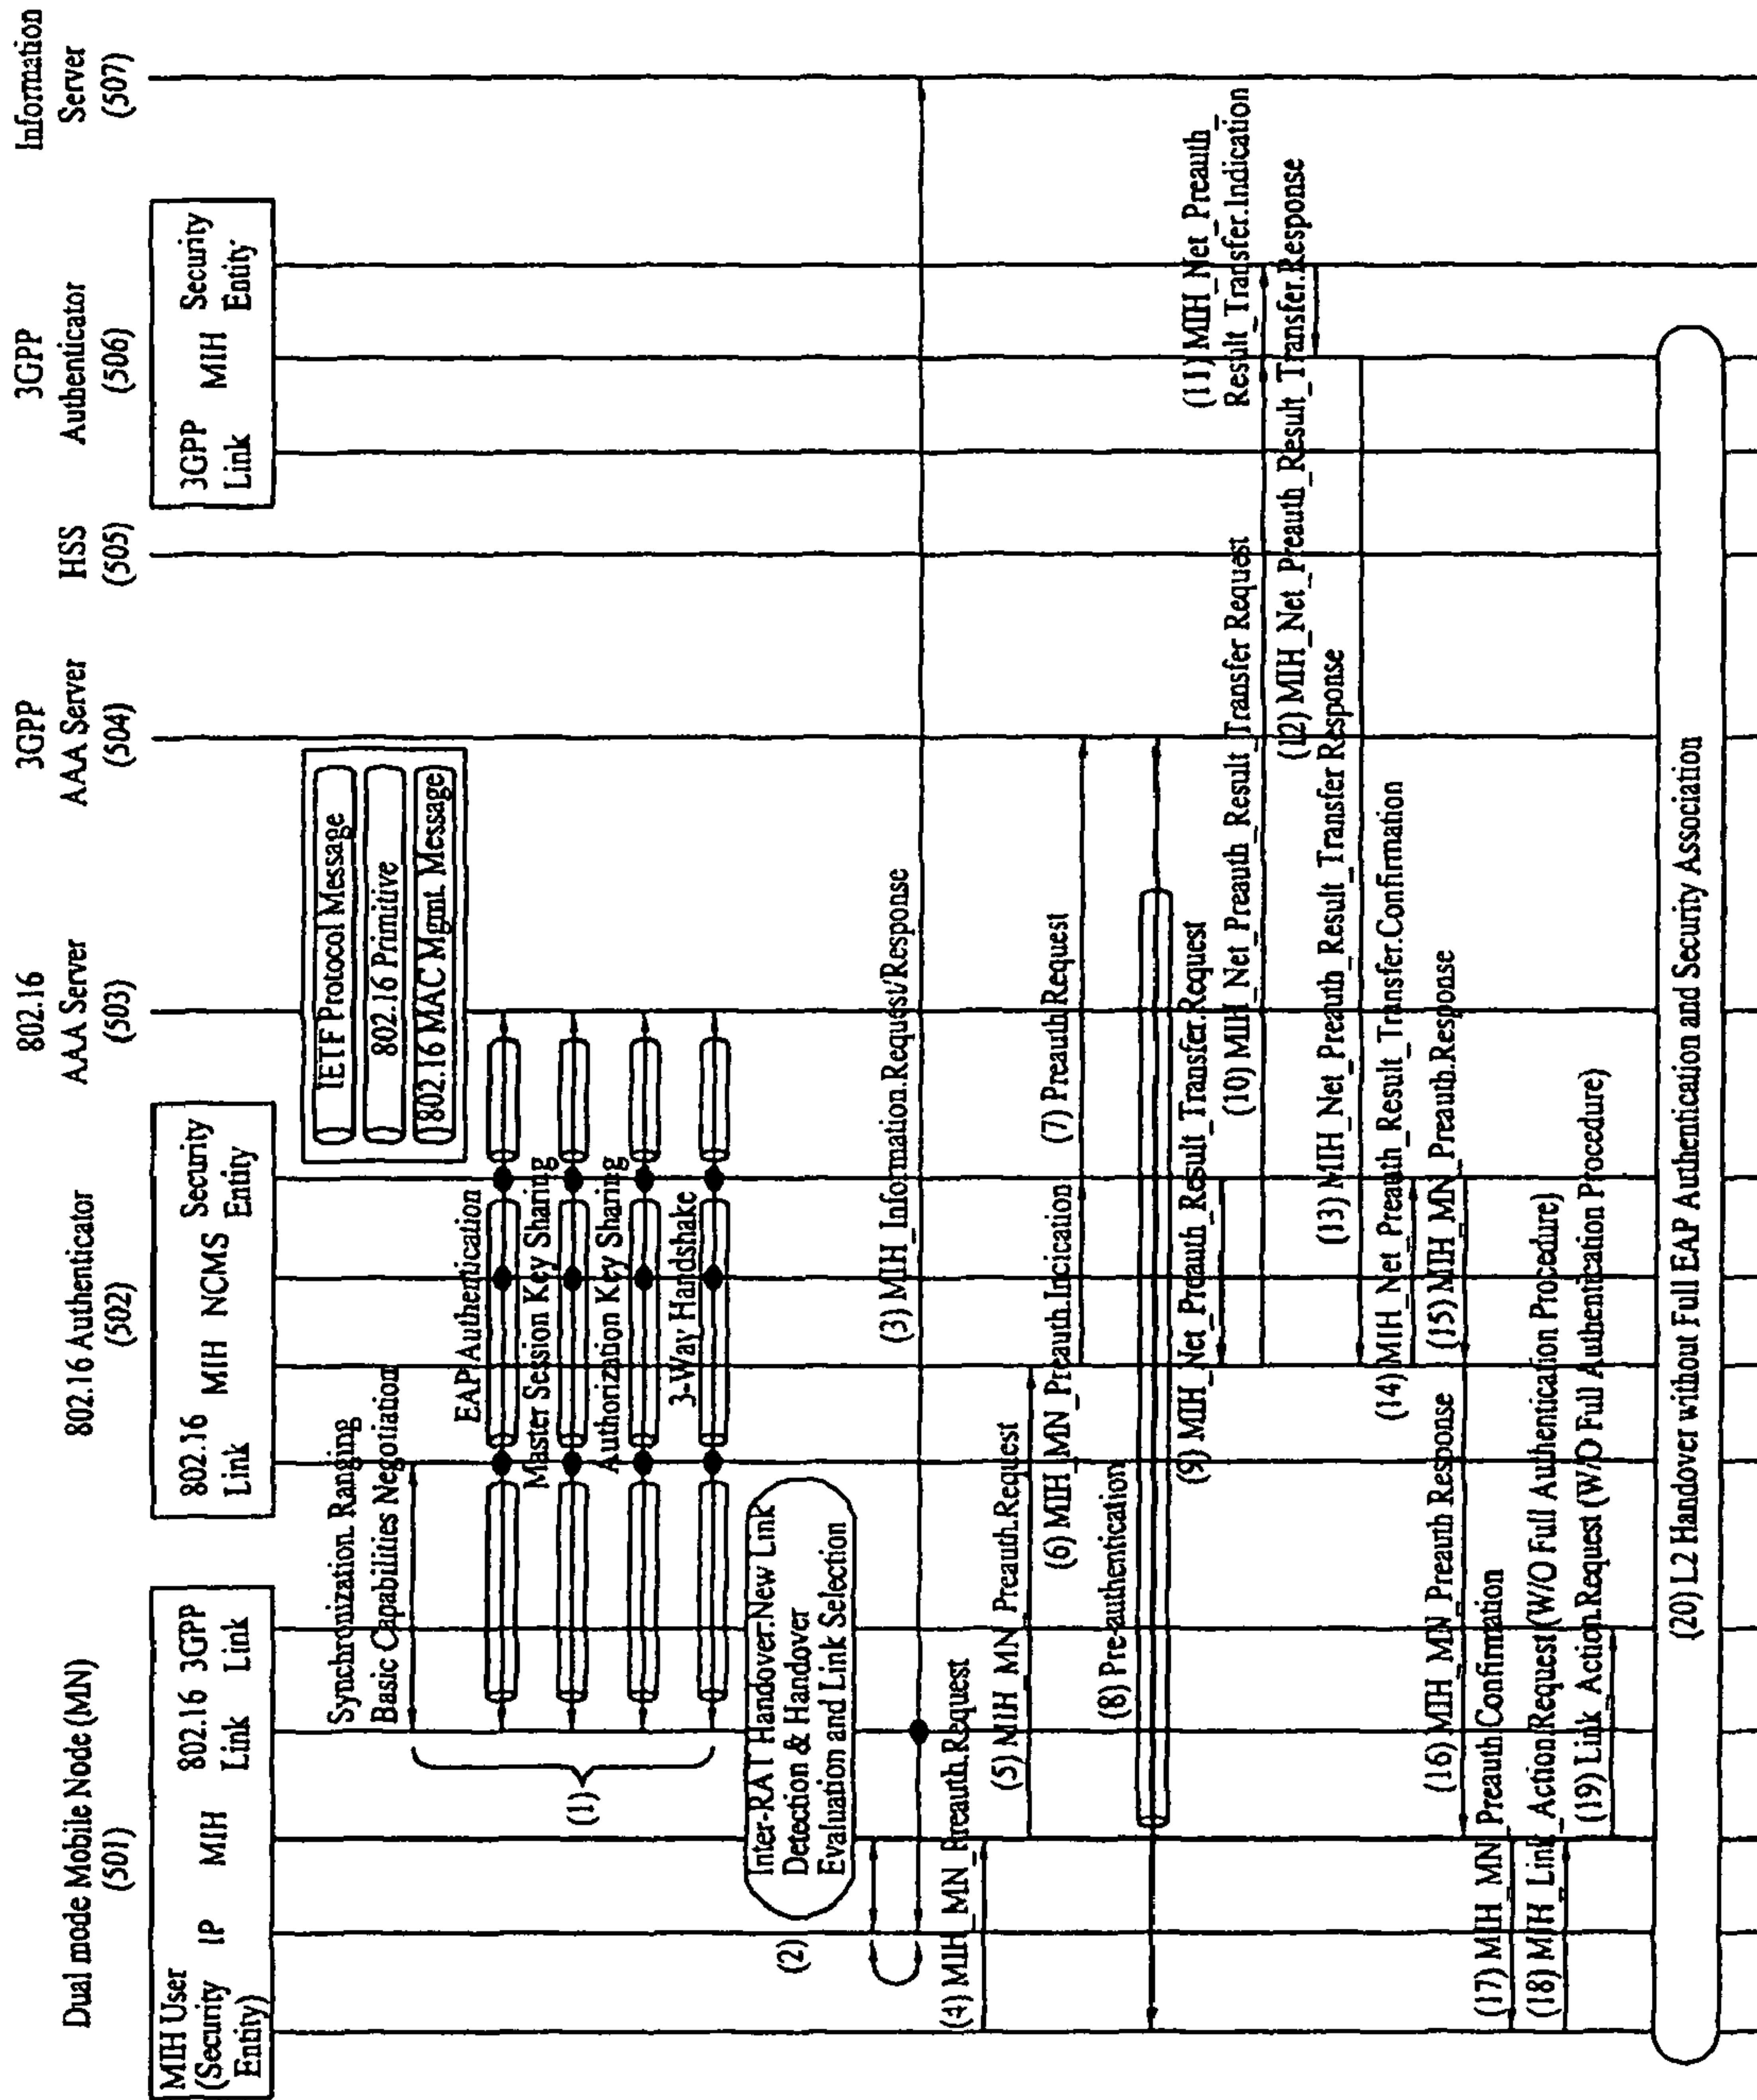 Dual mode Mobile Node (MN)
(501)
802.16 Authenticator
(502)
802.16
AAA Server
(503)
3GPP
AAA Server
(504)
HSS
(505)
3GPP
Authenticator
(506)
Information
Server
(507)
MIH User
(Security
Entity)
IP
MIH
802.16
Link
3GPP
Link
802.16
Link
MIH
NCMS
Security
Entity
3GPP
Link
MIH
Security
Entity
IETF Protocol Message
802.16 Primitive
802.16 MAC Mgmt. Message
Synchronization. Ranging
Basic Capabilities Negotiation
EAP Authentication
Master Session Key Sharing
Authorization Key Sharing
3-Way Handshake
(1)
Inter-RAT Handover.New Link
Detection & Handover
Evaluation and Link Selection
(2)
(3) MIH_Information.Request/Response
(4) MIH_MN_Preauth.Request
(5) MIH_MN_Preauth.Request
(6) MIH_MN_Preauth.Incication
(7) Preauth.Request
(8) Pre-authentication
(9) MIH_Net_Preauth_Result_Transfer.Request
(10) MIH_Net_Preauth_Result_Transfer Request
(11) MIH_Net_Preauth_
Result_Transfer.Indication
(12) MIH_Net_Preauth_Result_Transfer.Response
(13) MIH_Net_Preauth_Result_Transfer Response
(14) MIH_Net_Preauth_Result_Transfer.Confirmation
(15) MIH_MN_Preauth.Response
(16) MIH_MN_Preauth Response
(17) MIH_MN_Preauth.Confirmation
(18) MIH_Link_Action.Request (W/O Full Authentication Procedure)
(19) Link_Action.Request (W/O Full Authentication Procedure)
(20) L2 Handover without Full EAP Authentication and Security Association